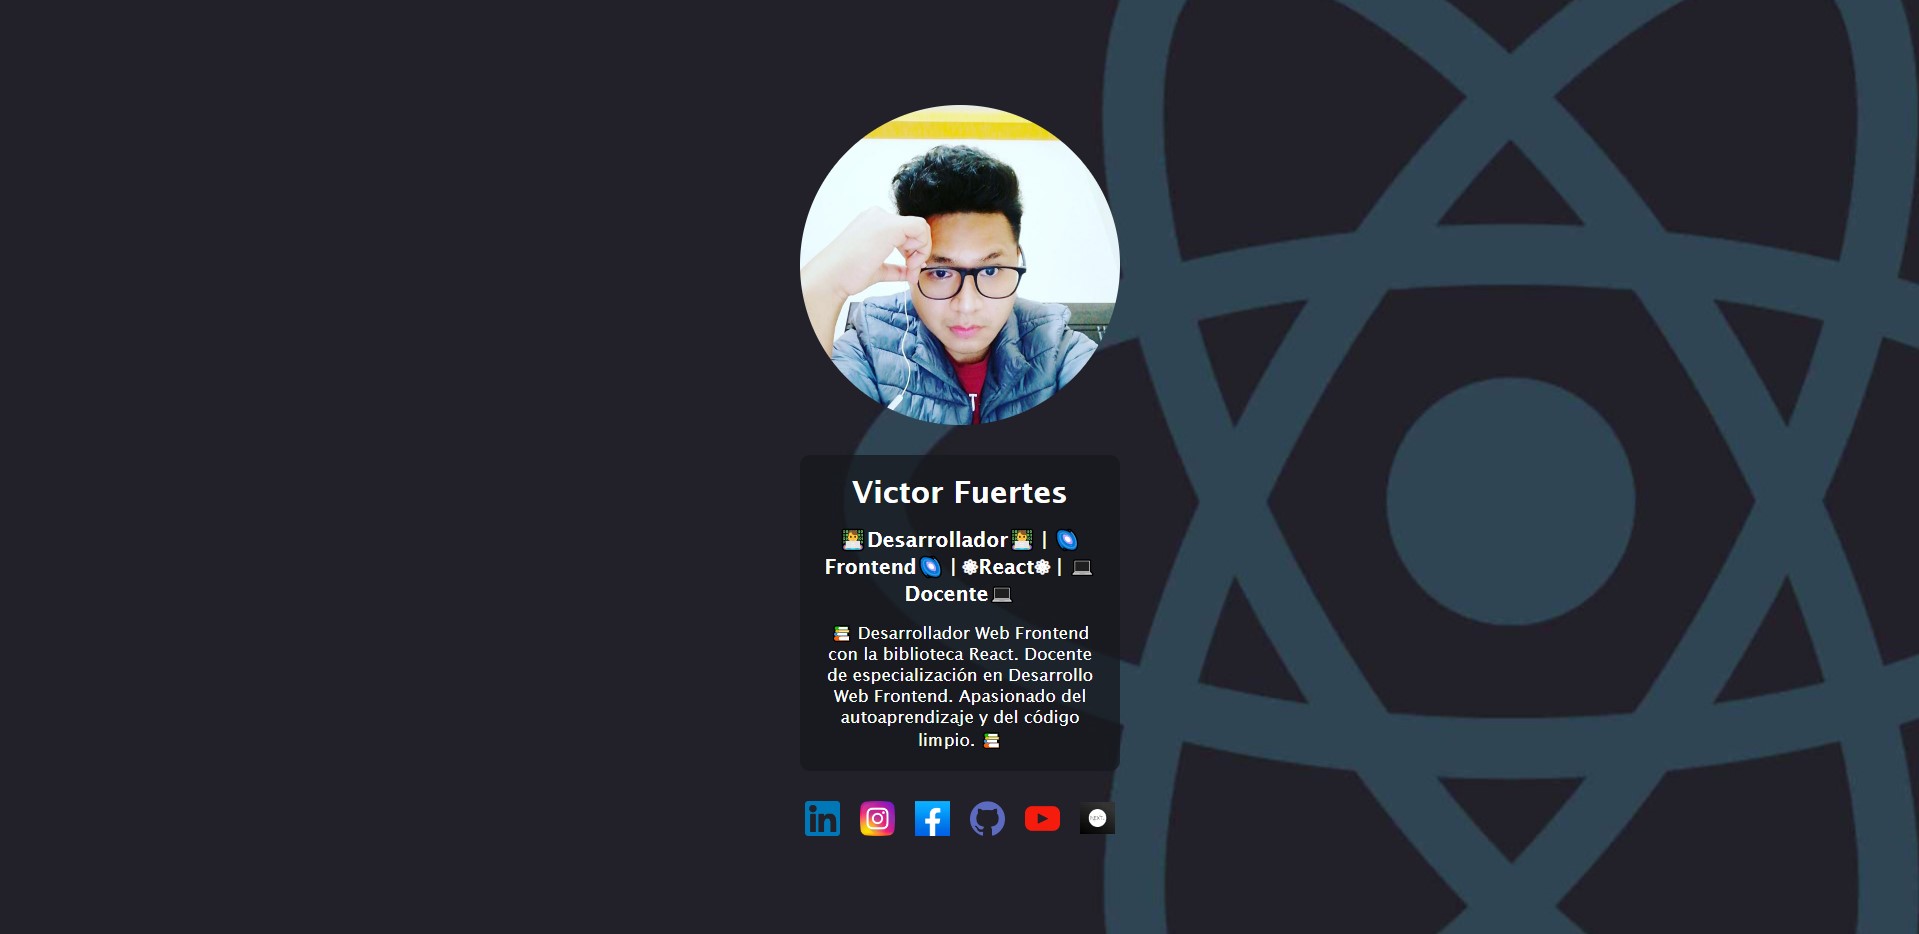 Victor Fuertes
👨‍💻Desarrollador👨‍💻 | 🌌
Frontend🌌 | ⚛React⚛ | 💻
Docente💻
📚 Desarrollador Web Frontend
con la biblioteca React. Docente
de especialización en Desarrollo
Web Frontend. Apasionado del
autoaprendizaje y del código
limpio. 📚
in